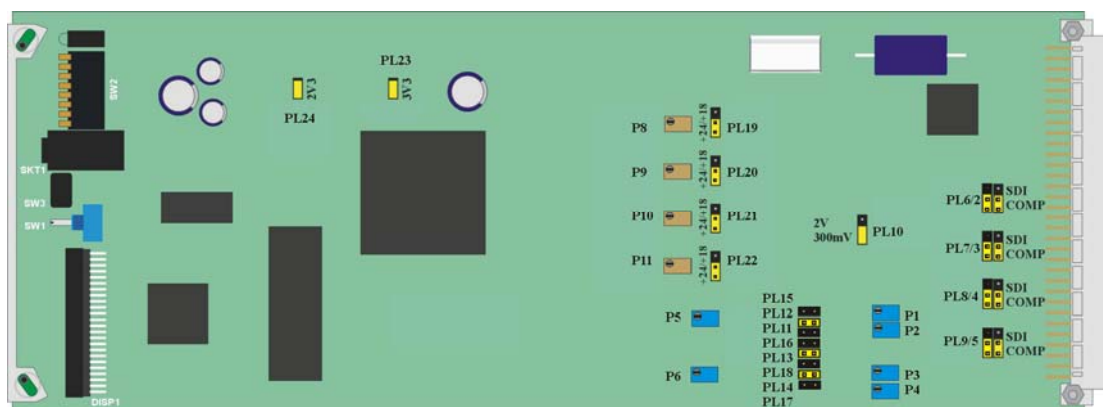 SW2
SKT1
SW3
SW1
DISP1
PL24
2V3
PL23
3V3
P8
+24/+18
PL19
P9
+24/+18
PL20
P10
+24/+18
PL21
P11
+24/+18
PL22
2V
300mV
PL10
PL6/2
SDI
COMP
PL7/3
SDI
COMP
PL8/4
SDI
COMP
PL9/5
SDI
COMP
P5
P6
PL15
PL12
PL11
PL16
PL13
PL18
PL14
PL17
P1
P2
P3
P4